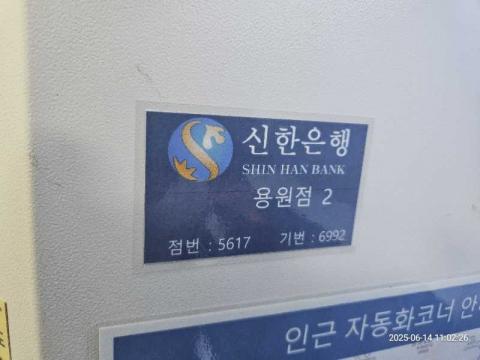 신한은행
SHIN HAN BANK
용원점 2
점번 : 5617 기번 : 6992
인근 자동화코너
2025-06-14 11:02:26